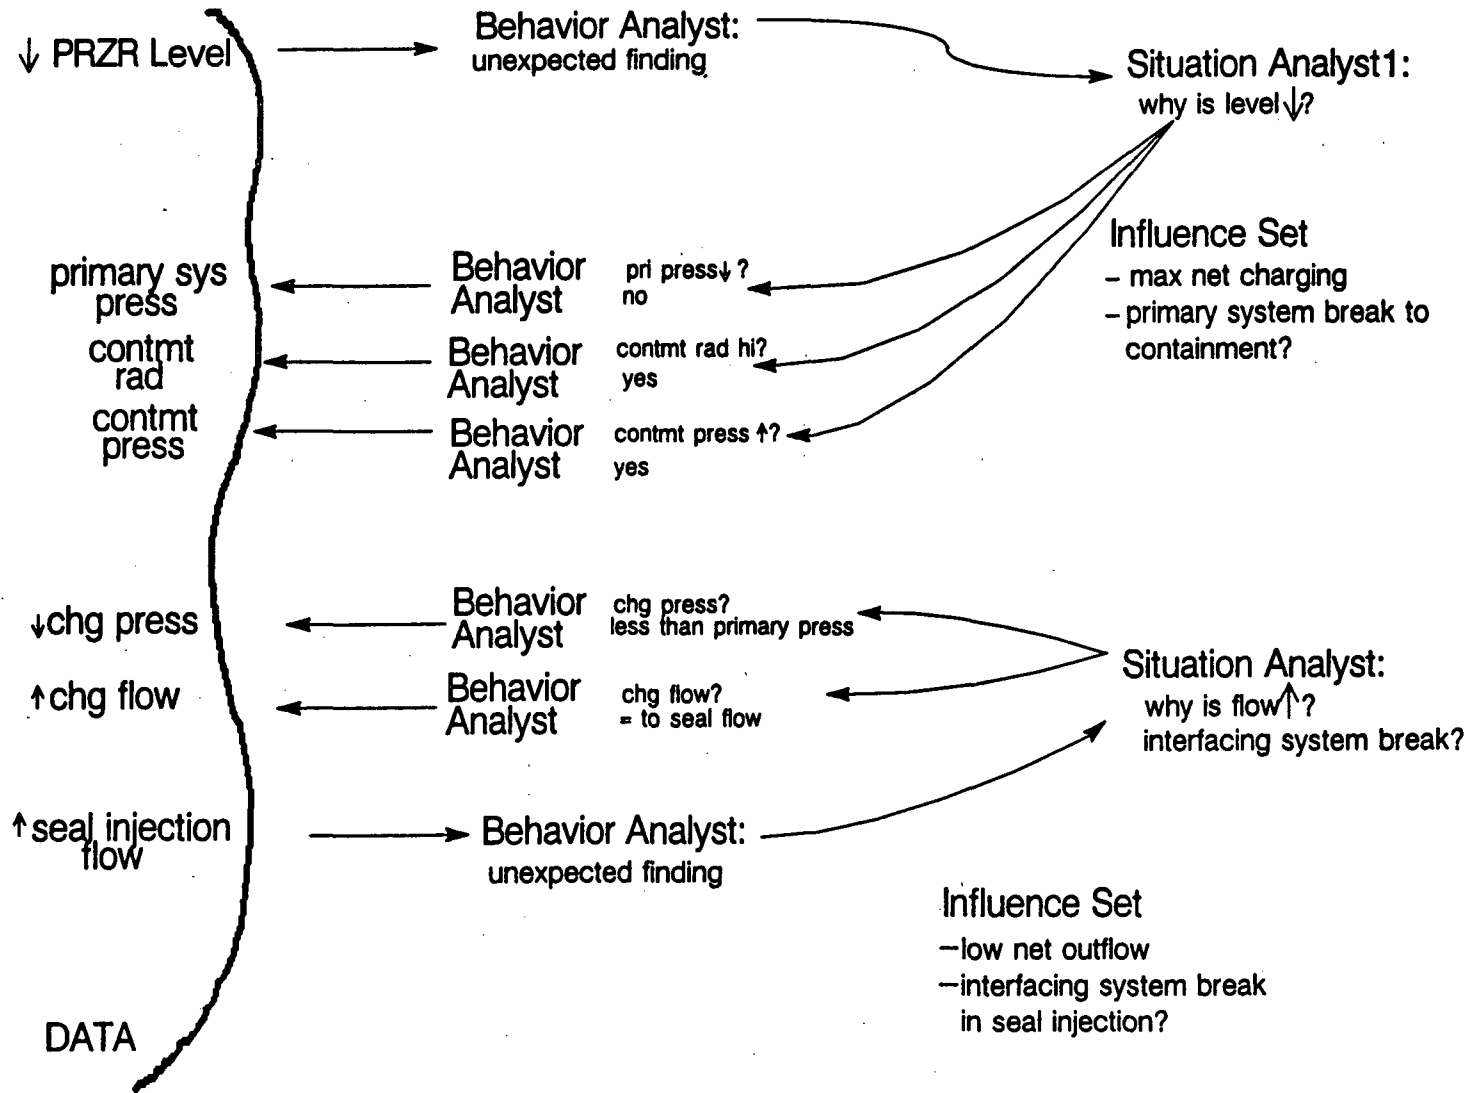 ↓ PRZR Level
Behavior Analyst:
unexpected finding
Situation Analyst1:
why is level ↓?
Influence Set
– max net charging
– primary system break to
containment?
primary sys
press
Behavior
Analyst
pri press↓ ?
no
contmt
rad
Behavior
Analyst
contmt rad hi?
yes
contmt
press
Behavior
Analyst
contmt press ↑?
yes
↓chg press
Behavior
Analyst
chg press?
less than primary press
↑chg flow
Behavior
Analyst
chg flow?
= to seal flow
Situation Analyst:
why is flow↑?
interfacing system break?
↑seal injection
flow
Behavior Analyst:
unexpected finding
Influence Set
–low net outflow
–interfacing system break
in seal injection?
DATA